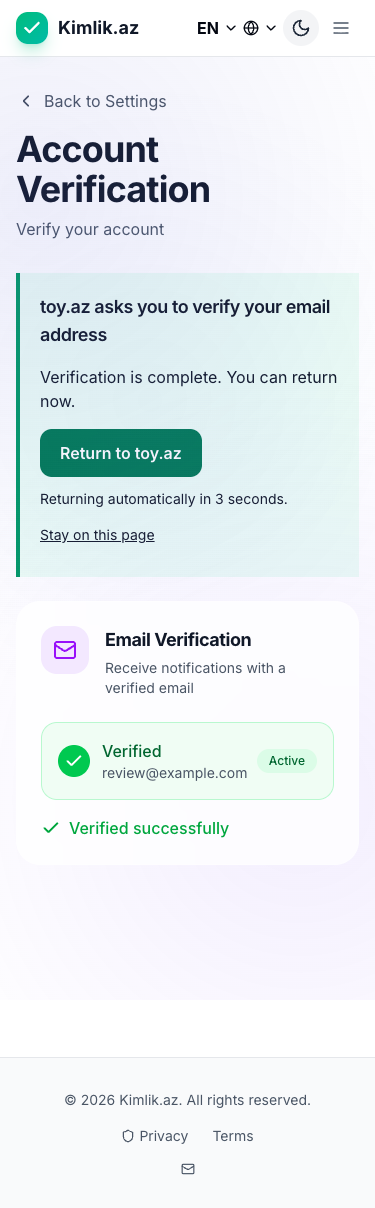 Kimlik.az
EN
Back to Settings
Account
Verification
Verify your account
toy.az asks you to verify your email
address
Verification is complete. You can return
now.
Return to toy.az
Returning automatically in 3 seconds.
Stay on this page
Email Verification
Receive notifications with a
verified email
Verified
review@example.com
Active
Verified successfully
© 2026 Kimlik.az. All rights reserved.
Privacy
Terms